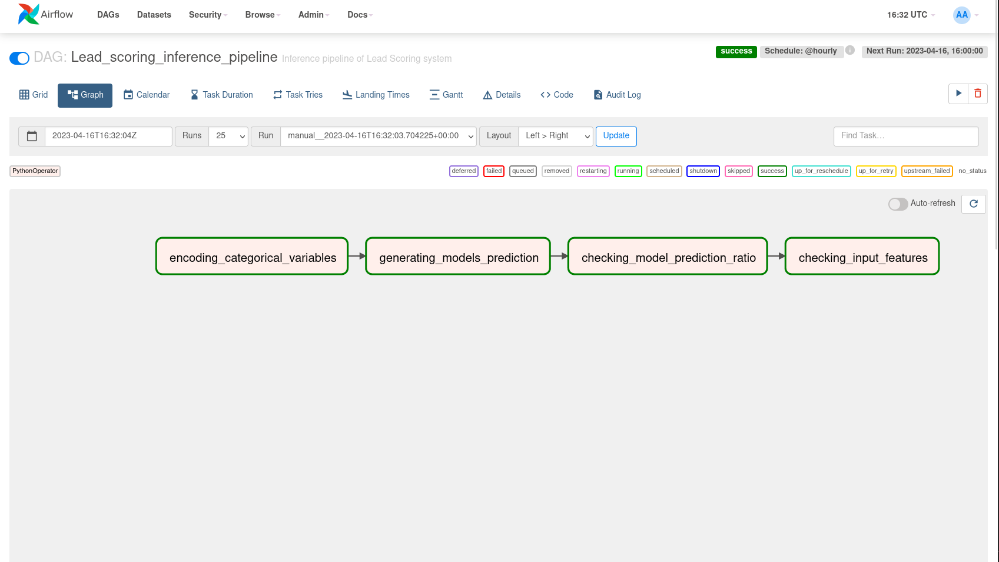 Airflow DAGs Datasets Security Browse Admin Docs 16:32 UTC AA
DAG: Lead_scoring_inference_pipeline Inference pipeline of Lead Scoring system success Schedule: @hourly i Next Run: 2023-04-16, 16:00:00
Grid Graph Calendar Task Duration Task Tries Landing Times Gantt Details Code Audit Log
2023-04-16T16:32:04Z Runs 25 Run manual__2023-04-16T16:32:03.704225+00:00 Layout Left > Right Update Find Task...
PythonOperator deferred failed queued removed restarting running scheduled shutdown skipped success up_for_reschedule up_for_retry upstream_failed no_status
Auto-refresh
encoding_categorical_variables generating_models_prediction checking_model_prediction_ratio checking_input_features